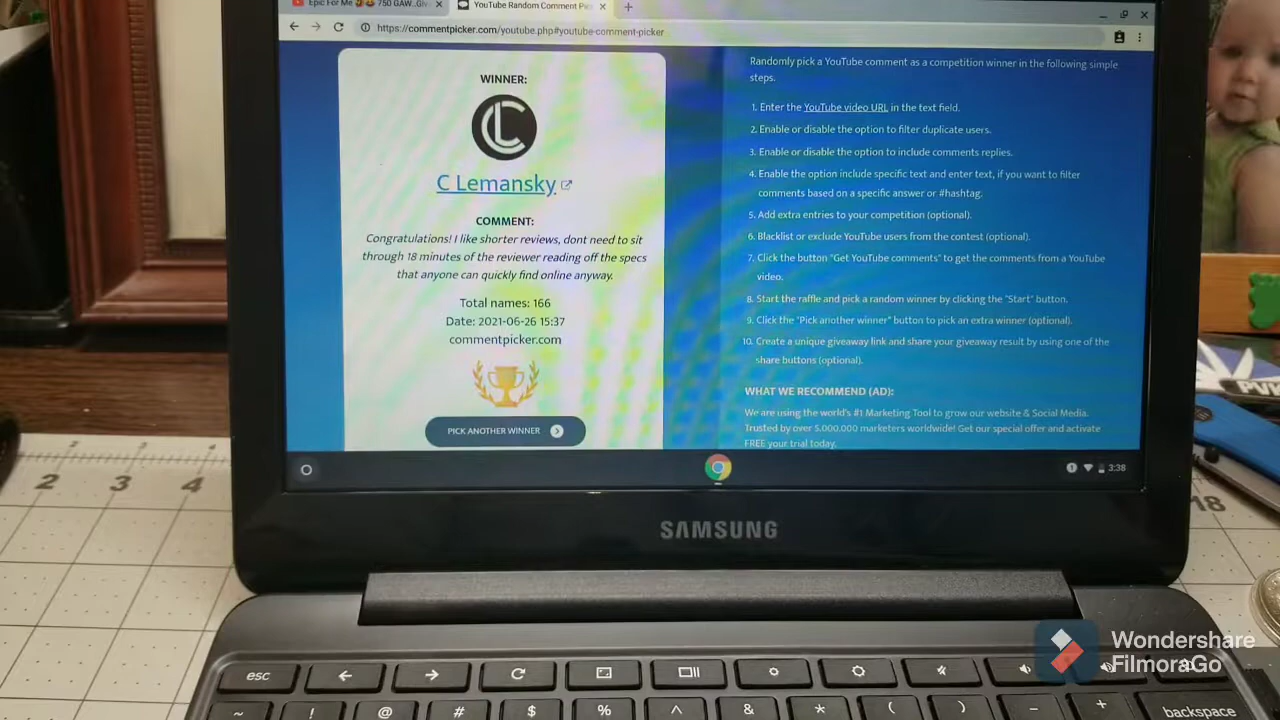 Epic For Me 750 GAW..Giv
YouTube Random Comment Pic
https://commentpicker.com/youtube.php#youtube-comment-picker
WINNER:
CL
C Lemansky
COMMENT:
Congratulations! I like shorter reviews, dont need to sit
through 18 minutes of the reviewer reading off the specs
that anyone can quickly find online anyway.
Total names: 166
Date: 2021-06-26 15:37
commentpicker.com
PICK ANOTHER WINNER
Randomly pick a YouTube comment as a competition winner in the following simple
steps.
1. Enter the YouTube video URL in the text field.
2. Enable or disable the option to filter duplicate users.
3. Enable or disable the option to include comments replies.
4. Enable the option include specific text and enter text, if you want to filter
comments based on a specific answer or #hashtag.
5. Add extra entries to your competition (optional).
6. Blacklist or exclude YouTube users from the contest (optional).
7. Click the button "Get YouTube comments" to get the comments from a YouTube
video.
8. Start the raffle and pick a random winner by clicking the "Start" button.
9. Click the "Pick another winner" button to pick an extra winner (optional).
10. Create a unique giveaway link and share your giveaway result by using one of the
share buttons (optional).
WHAT WE RECOMMEND (AD):
We are using the world's #1 Marketing Tool to grow our website & Social Media.
Trusted by over 5.000.000 marketers worldwide! Get our special offer and activate
FREE your trial today.
3:38
SAMSUNG
2 3 4
18
PVI
Wondershare
FilmoraGo
esc
~ ! @ # $ % ^ & * ( ) − + backspace